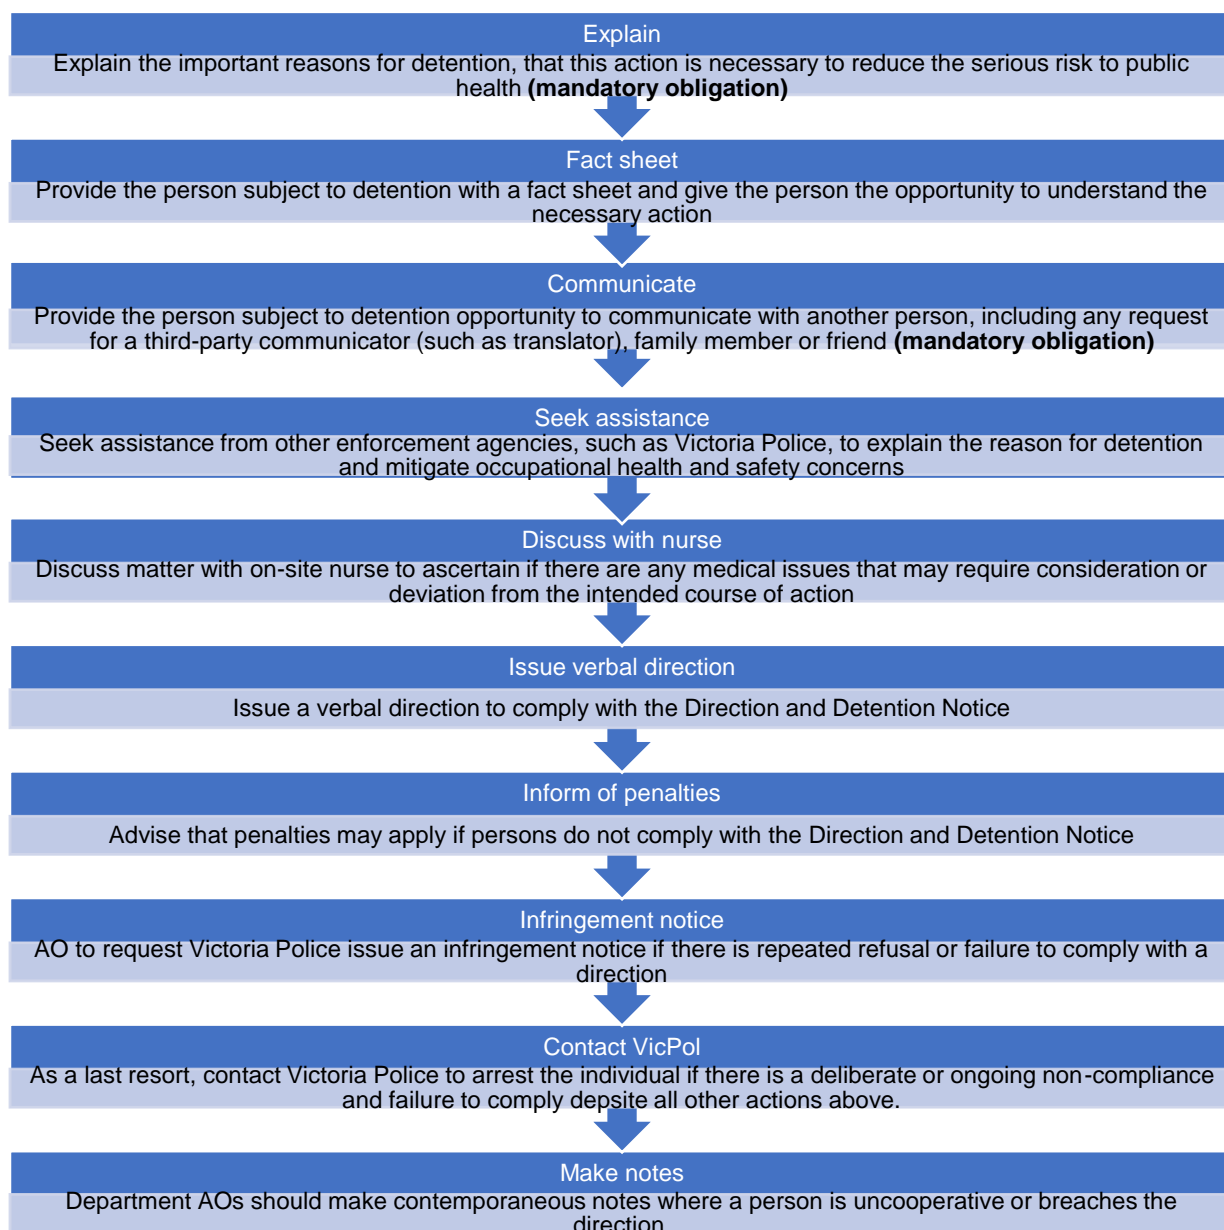 Explain
Explain the important reasons for detention, that this action is necessary to reduce the serious risk to public
health (mandatory obligation)
Fact sheet
Provide the person subject to detention with a fact sheet and give the person the opportunity to understand the
necessary action
Communicate
Provide the person subject to detention opportunity to communicate with another person, including any request
for a third-party communicator (such as translator), family member or friend (mandatory obligation)
Seek assistance
Seek assistance from other enforcement agencies, such as Victoria Police, to explain the reason for detention
and mitigate occupational health and safety concerns
Discuss with nurse
Discuss matter with on-site nurse to ascertain if there are any medical issues that may require consideration or
deviation from the intended course of action
Issue verbal direction
Issue a verbal direction to comply with the Direction and Detention Notice
Inform of penalties
Advise that penalties may apply if persons do not comply with the Direction and Detention Notice
Infringement notice
AO to request Victoria Police issue an infringement notice if there is repeated refusal or failure to comply with a
direction
Contact VicPol
As a last resort, contact Victoria Police to arrest the individual if there is a deliberate or ongoing non-compliance
and failure to comply depsite all other actions above.
Make notes
Department AOs should make contemporaneous notes where a person is uncooperative or breaches the
direction